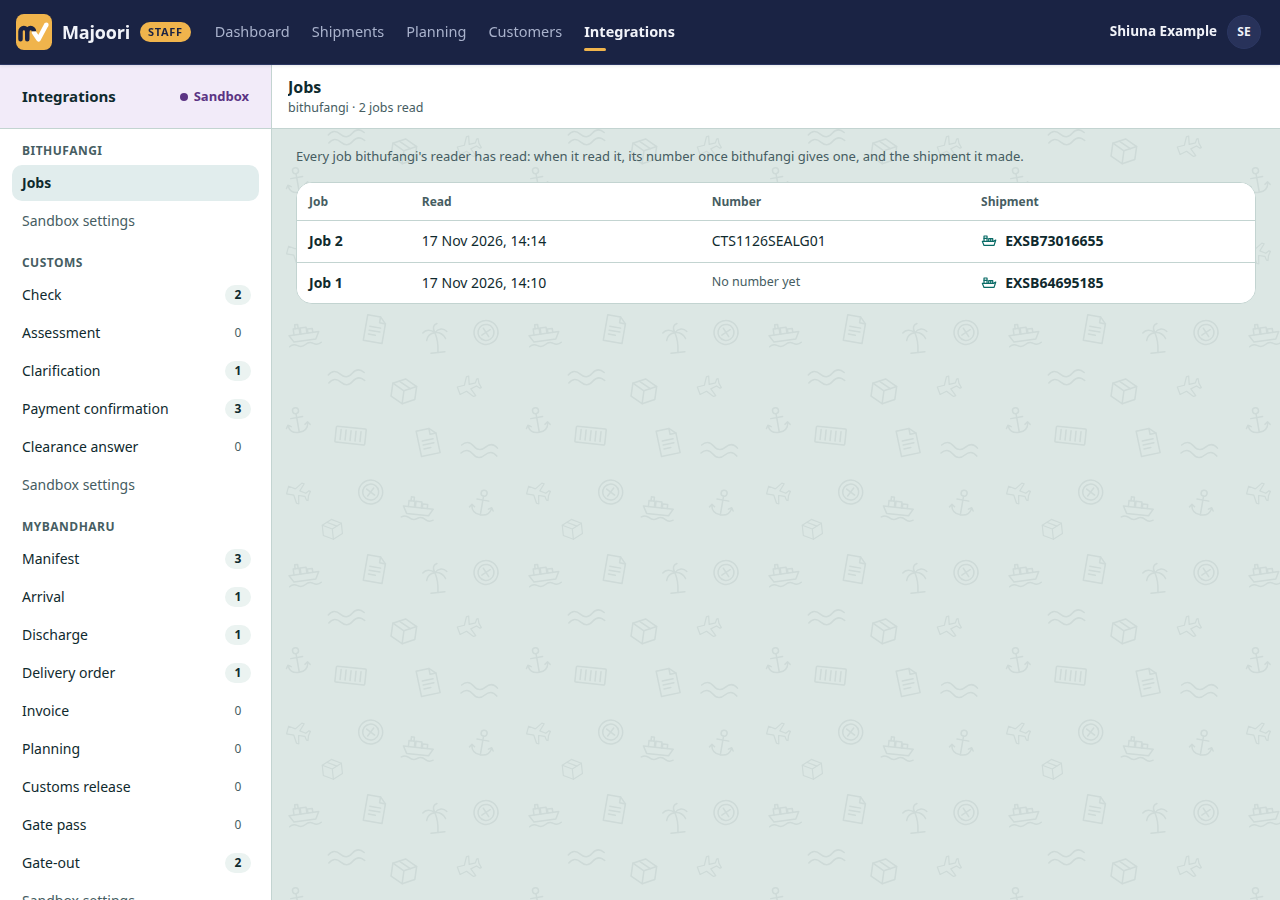 Majoori STAFF Dashboard Shipments Planning Customers Integrations Shiuna Example SE
Integrations Sandbox
Jobs
bithufangi · 2 jobs read
BITHUFANGI
Jobs
Sandbox settings
CUSTOMS
Check 2
Assessment 0
Clarification 1
Payment confirmation 3
Clearance answer 0
Sandbox settings
MYBANDHARU
Manifest 3
Arrival 1
Discharge 1
Delivery order 1
Invoice 0
Planning 0
Customs release 0
Gate pass 0
Gate-out 2
Sandbox settings
Every job bithufangi's reader has read: when it read it, its number once bithufangi gives one, and the shipment it made.
Job Read Number Shipment
Job 2 17 Nov 2026, 14:14 CTS1126SEALG01 EXSB73016655
Job 1 17 Nov 2026, 14:10 No number yet EXSB64695185